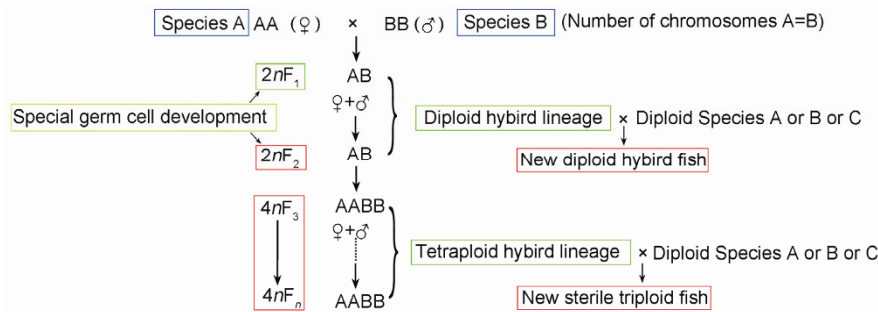 Species A AA (♀) × BB (♂) Species B (Number of chromosomes A=B)
2nF₁ AB
Special germ cell development
♀+♂
Diploid hybird lineage × Diploid Species A or B or C
2nF₂ AB
New diploid hybird fish
4nF₃ AABB
♀+♂
Tetraploid hybird lineage × Diploid Species A or B or C
4nFₙ AABB
New sterile triploid fish